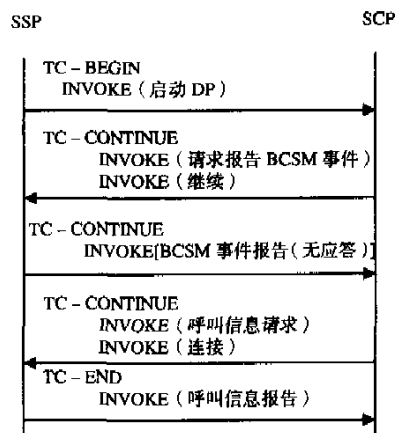 SSP
SCP
TC – BEGIN
INVOKE（启动 DP）
TC – CONTINUE
INVOKE（请求报告 BCSM 事件）
INVOKE（继续）
TC – CONTINUE
INVOKE[BCSM 事件报告（无应答）]
TC – CONTINUE
INVOKE（呼叫信息请求）
INVOKE（连接）
TC – END
INVOKE（呼叫信息报告）